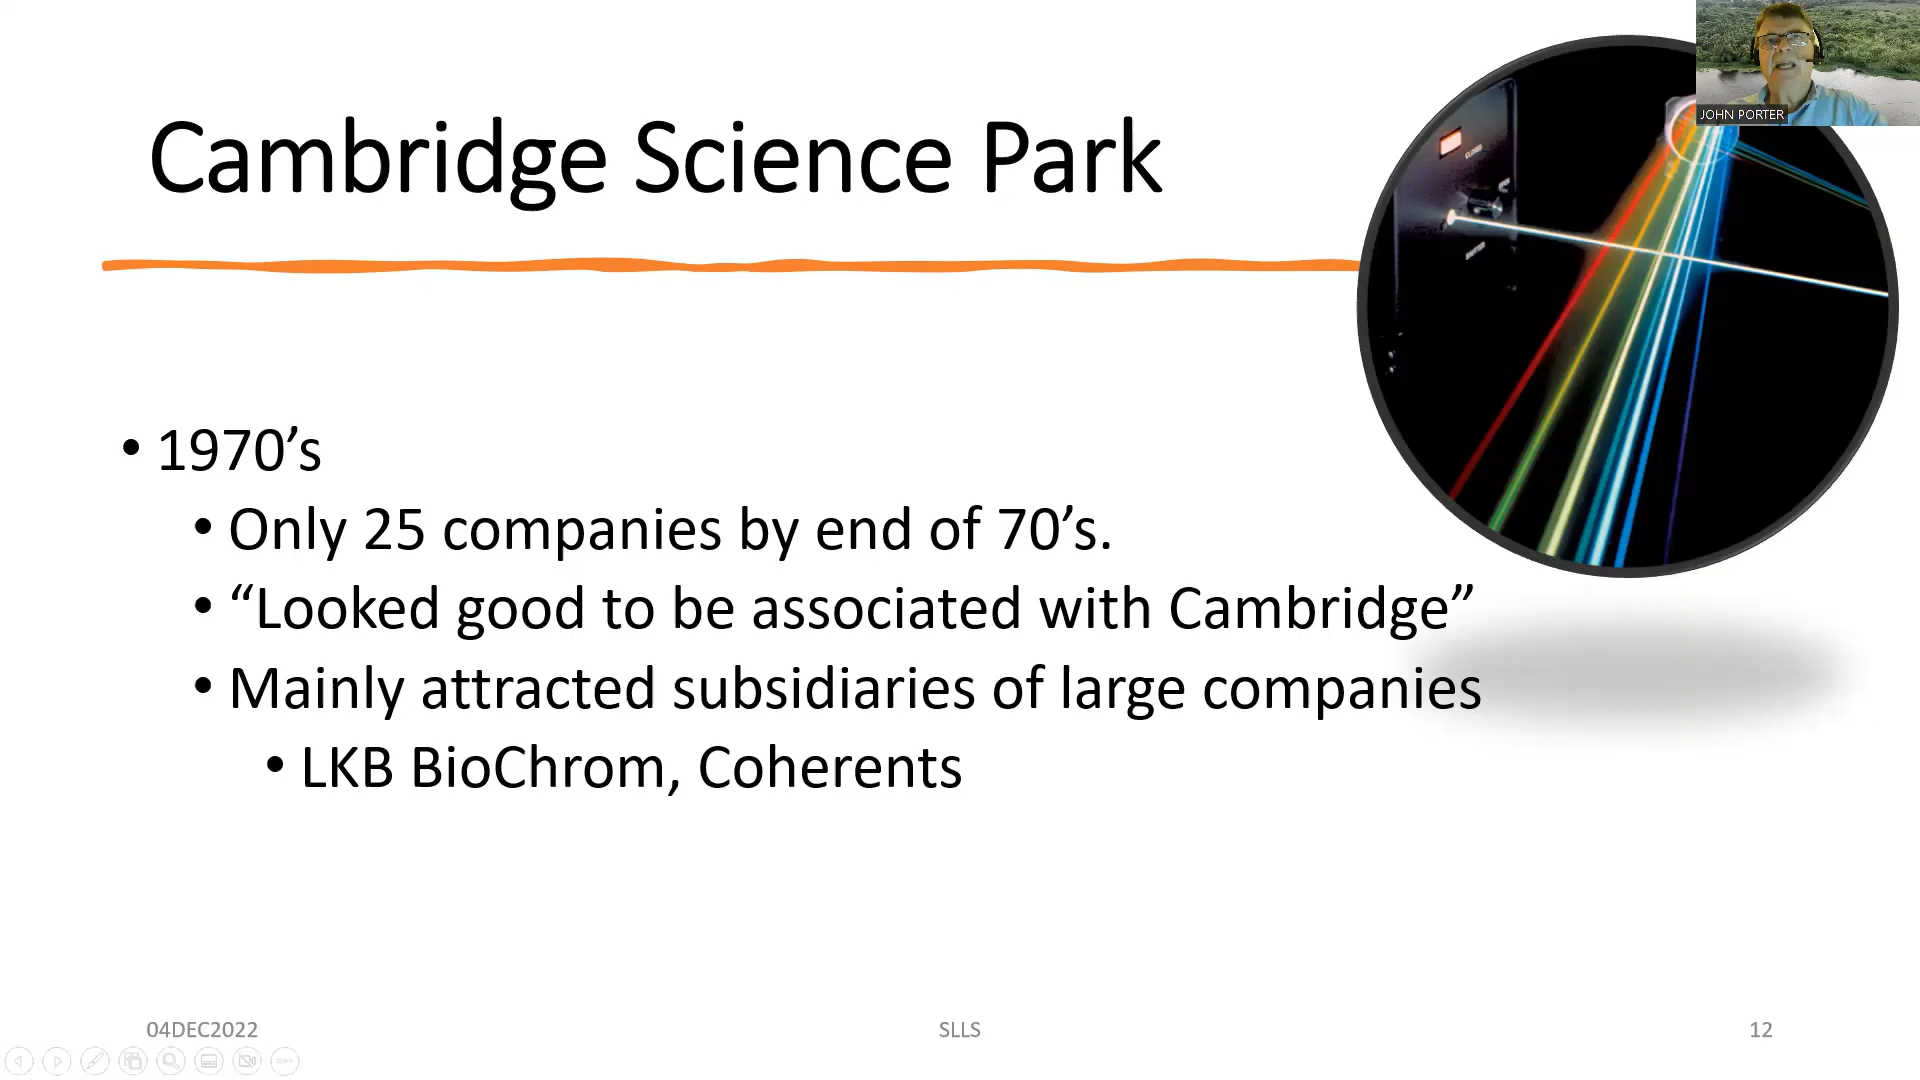 Cambridge Science Park
JOHN PORTER
• 1970’s
• Only 25 companies by end of 70’s.
• “Looked good to be associated with Cambridge”
• Mainly attracted subsidiaries of large companies
• LKB BioChrom, Coherents
04DEC2022
SLLS
12